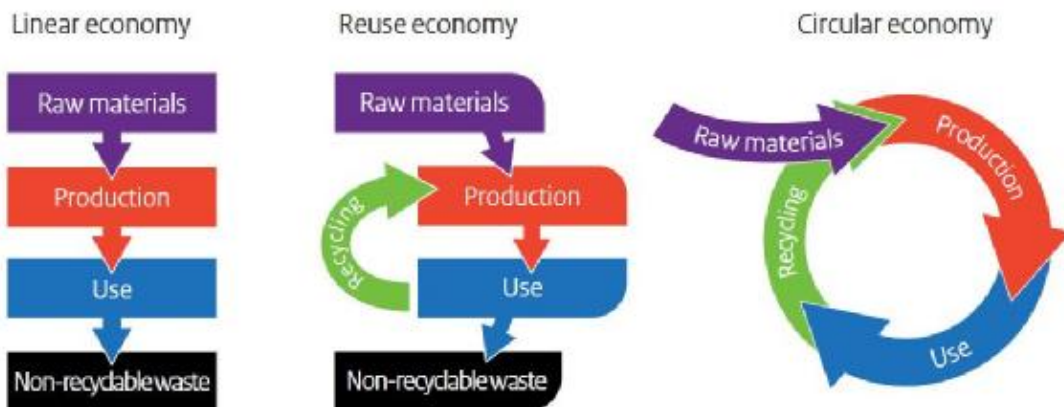 Linear economy
Raw materials
Production
Use
Non-recyclable waste
Reuse economy
Raw materials
Production
Recycling
Use
Non-recyclable waste
Circular economy
Raw materials
Production
Recycling
Use